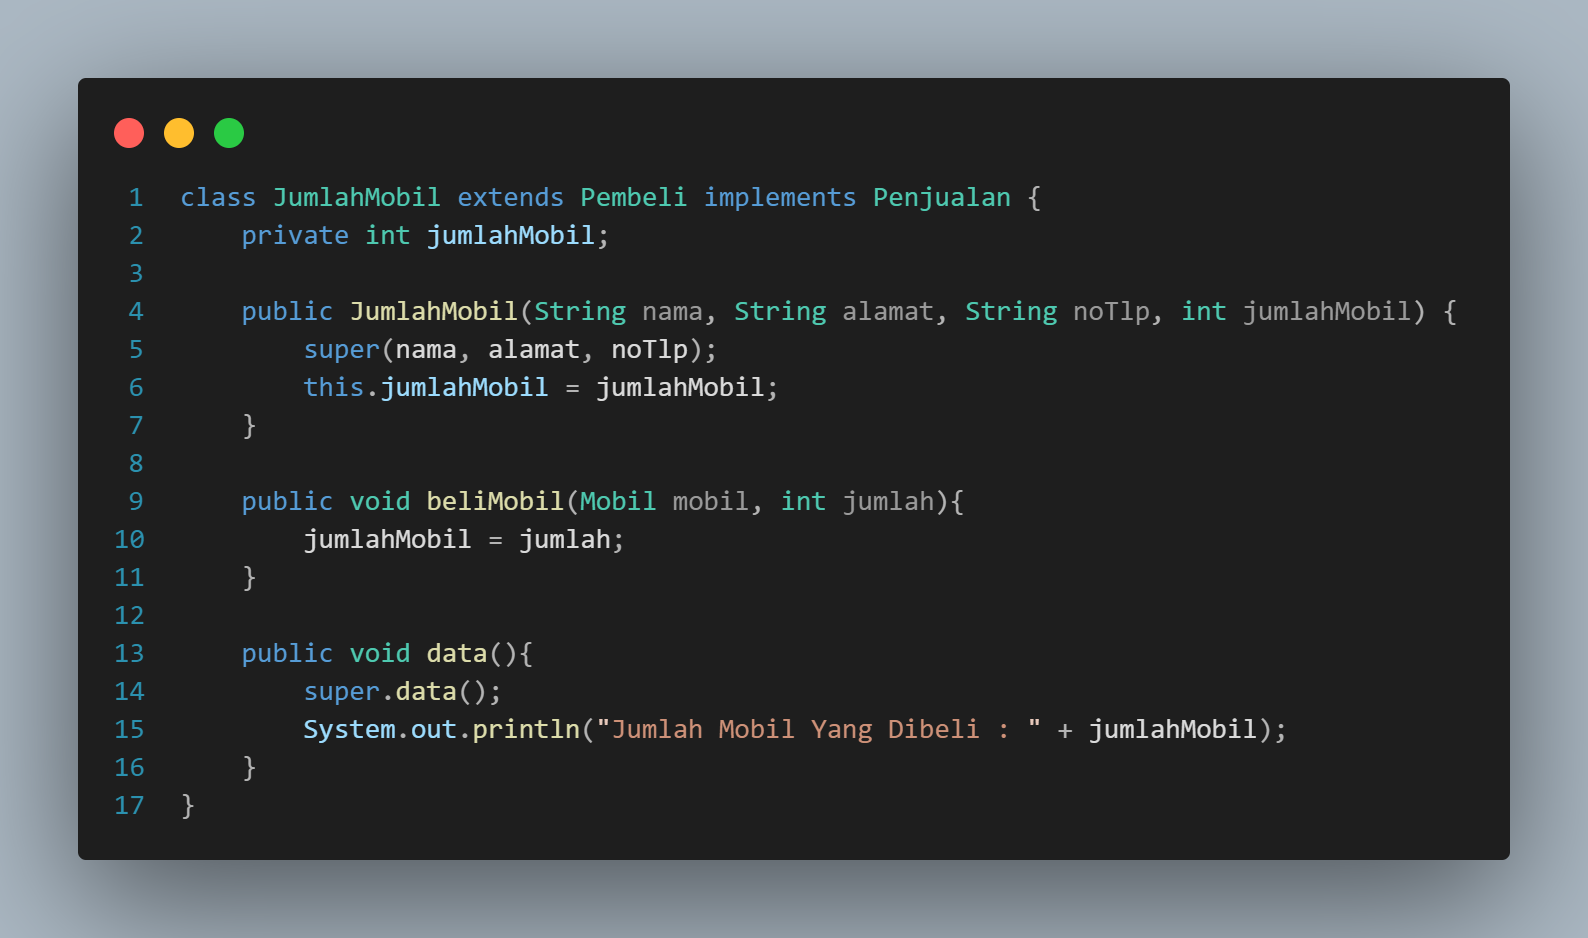 1 class JumlahMobil extends Pembeli implements Penjualan {
2     private int jumlahMobil;
3
4     public JumlahMobil(String nama, String alamat, String noTlp, int jumlahMobil) {
5         super(nama, alamat, noTlp);
6         this.jumlahMobil = jumlahMobil;
7     }
8
9     public void beliMobil(Mobil mobil, int jumlah){
10         jumlahMobil = jumlah;
11     }
12
13     public void data(){
14         super.data();
15         System.out.println("Jumlah Mobil Yang Dibeli : " + jumlahMobil);
16     }
17 }